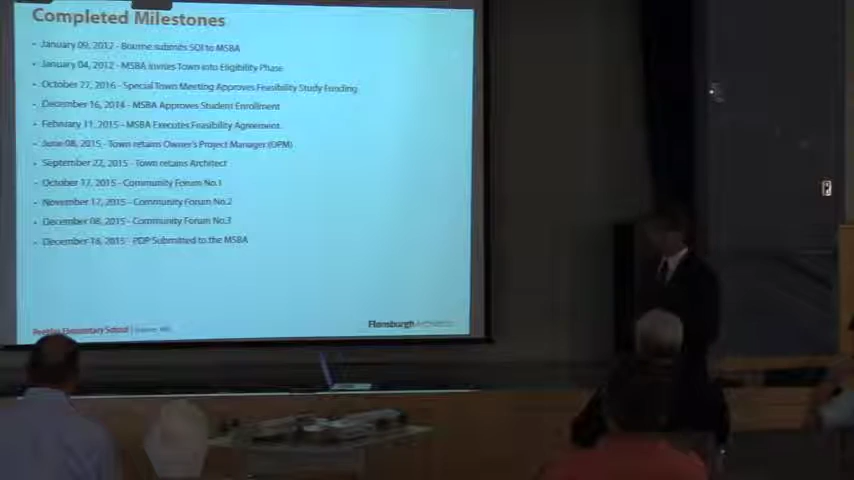 Completed Milestones
• January 09, 2012 - Bourne submits SOI to MSBA
• January 04, 2012 - MSBA invites Town into Eligibility Phase
• October 27, 2016 - Special Town Meeting Approves Feasibility Study Funding
• December 16, 2014 - MSBA Approves Student Enrollment
• February 11, 2015 - MSBA Executes Feasibility Agreement
• June 08, 2015 - Town retains Owner's Project Manager (OPM)
• September 22, 2015 - Town retains Architect
• October 17, 2015 - Community Forum No.1
• November 17, 2015 - Community Forum No.2
• December 08, 2015 - Community Forum No.3
• December 18, 2015 - PDP Submitted to the MSBA
Peebles Elementary School | Bourne, MA
Flansburgh Architects